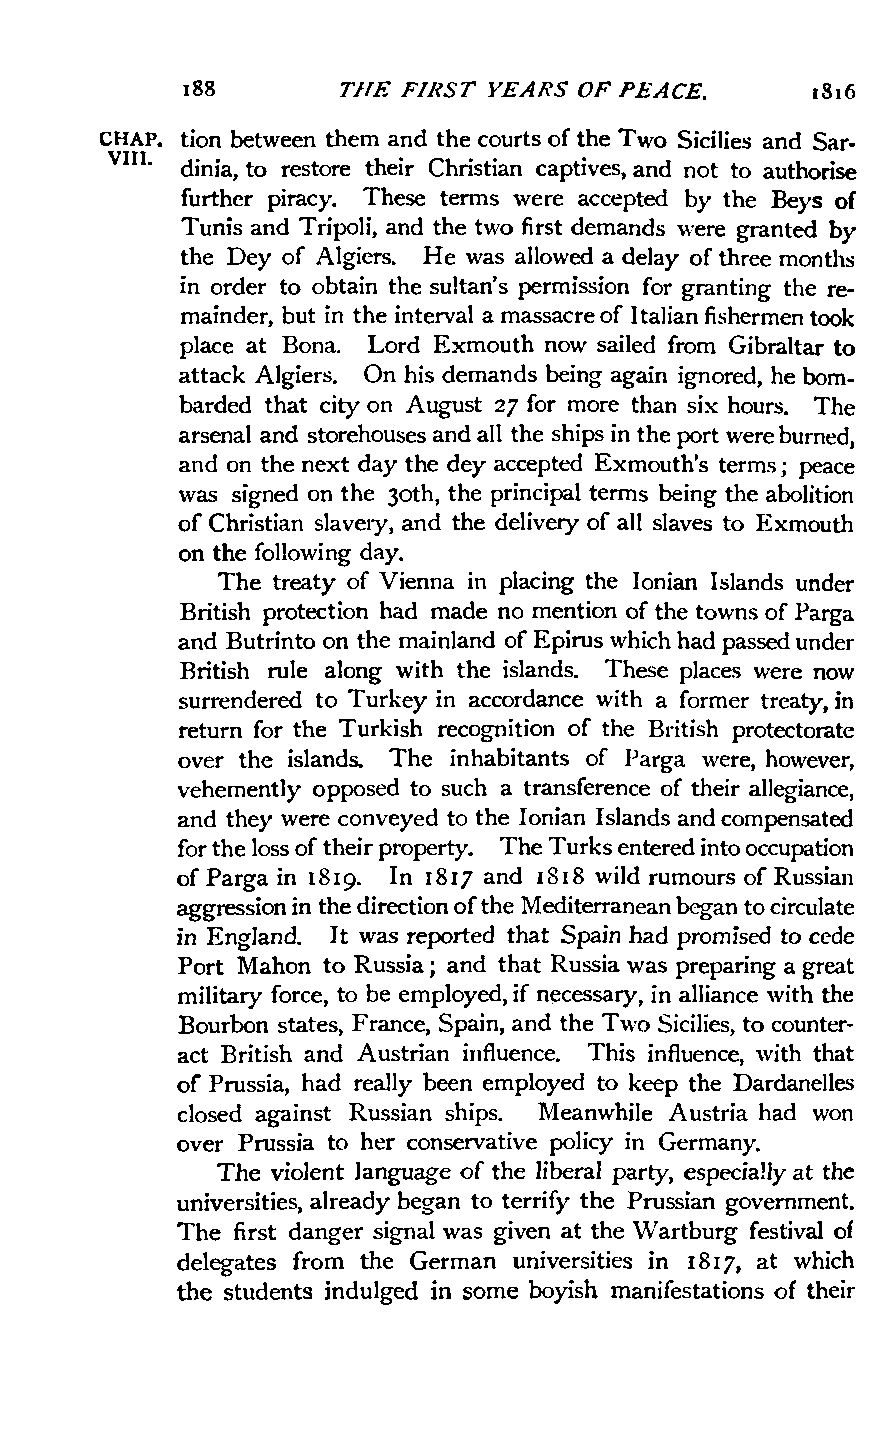 188 THE FIRST YEARS OF PEACE. 1816
CHAP. VIII.
tion between them and the courts of the Two Sicilies and Sar-
dinia, to restore their Christian captives, and not to authorise
further piracy. These terms were accepted by the Beys of
Tunis and Tripoli, and the two first demands were granted by
the Dey of Algiers. He was allowed a delay of three months
in order to obtain the sultan's permission for granting the re-
mainder, but in the interval a massacre of Italian fishermen took
place at Bona. Lord Exmouth now sailed from Gibraltar to
attack Algiers. On his demands being again ignored, he bom-
barded that city on August 27 for more than six hours. The
arsenal and storehouses and all the ships in the port were burned,
and on the next day the dey accepted Exmouth's terms; peace
was signed on the 30th, the principal terms being the abolition
of Christian slavery, and the delivery of all slaves to Exmouth
on the following day.
The treaty of Vienna in placing the Ionian Islands under
British protection had made no mention of the towns of Parga
and Butrinto on the mainland of Epirus which had passed under
British rule along with the islands. These places were now
surrendered to Turkey in accordance with a former treaty, in
return for the Turkish recognition of the British protectorate
over the islands. The inhabitants of Parga were, however,
vehemently opposed to such a transference of their allegiance,
and they were conveyed to the Ionian Islands and compensated
for the loss of their property. The Turks entered into occupation
of Parga in 1819. In 1817 and 1818 wild rumours of Russian
aggression in the direction of the Mediterranean began to circulate
in England. It was reported that Spain had promised to cede
Port Mahon to Russia; and that Russia was preparing a great
military force, to be employed, if necessary, in alliance with the
Bourbon states, France, Spain, and the Two Sicilies, to counter-
act British and Austrian influence. This influence, with that
of Prussia, had really been employed to keep the Dardanelles
closed against Russian ships. Meanwhile Austria had won
over Prussia to her conservative policy in Germany.
The violent language of the liberal party, especially at the
universities, already began to terrify the Prussian government.
The first danger signal was given at the Wartburg festival of
delegates from the German universities in 1817, at which
the students indulged in some boyish manifestations of their